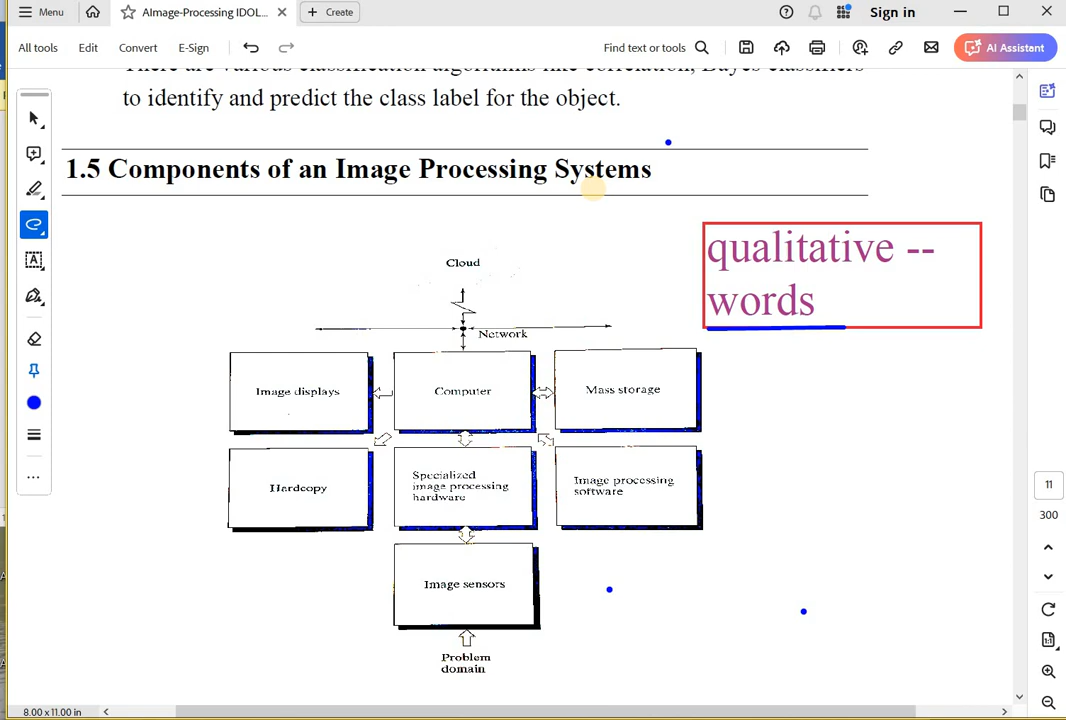 Menu
AImage-Processing IDOL...
Create
Sign in
All tools
Edit
Convert
E-Sign
Find text or tools
AI Assistant
to identify and predict the class label for the object.
1.5 Components of an Image Processing Systems
qualitative --
words
Cloud
Network
Image displays
Computer
Mass storage
Hardcopy
Specialized
image processing
hardware
Image processing
software
Image sensors
Problem
domain
11
300
8.00 x 11.00 in